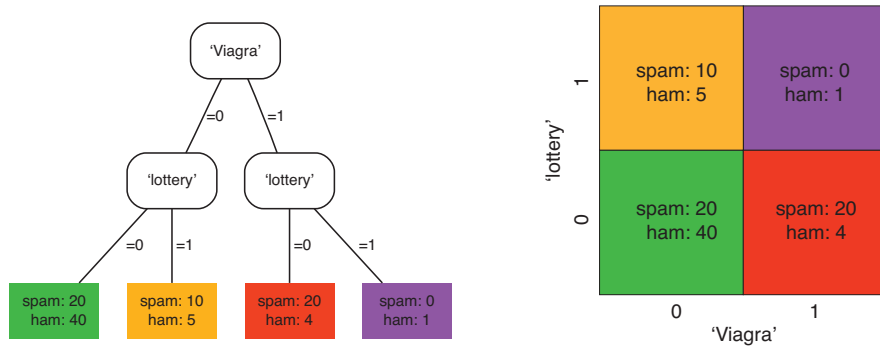 ‘Viagra’
=0
=1
‘lottery’
‘lottery’
=0
=1
=0
=1
spam: 20
ham: 40
spam: 10
ham: 5
spam: 20
ham: 4
spam: 0
ham: 1
‘lottery’
1
0
spam: 10
ham: 5
spam: 0
ham: 1
spam: 20
ham: 40
spam: 20
ham: 4
0
1
‘Viagra’